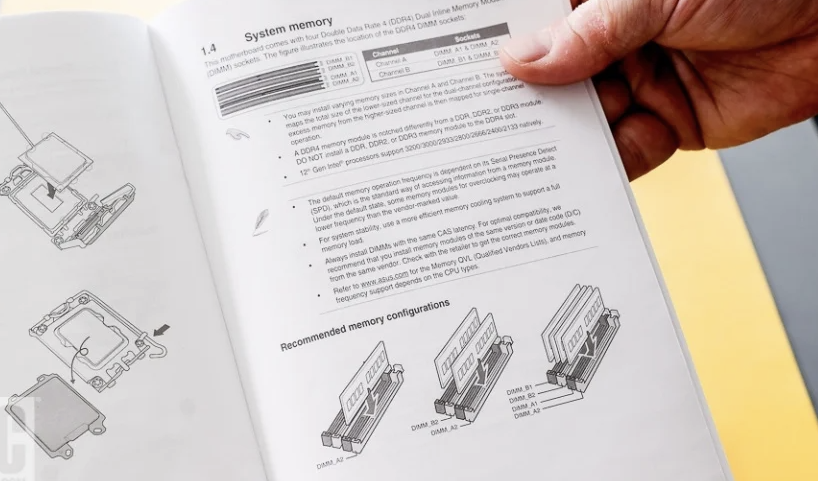 1.4 System memory
This motherboard comes with four Double Data Rate 4 (DDR4) Dual Inline Memory
(DIMM) sockets. The figure illustrates the location of the DDR4 DIMM sockets:
DIMM_B1
DIMM_B2
DIMM_A1
DIMM_A2
Channel Sockets
Channel A DIMM_A1 & DIMM_A2
Channel B DIMM_B1 &
• You may install varying memory sizes in Channel A and Channel B. The
maps the total size of the lower-sized channel for the dual-channel
excess memory from the higher-sized channel is then mapped for single-channel
operation.
• A DDR4 memory module is notched differently from a DDR, DDR2, or DDR3 module.
DO NOT install a DDR, DDR2, or DDR3 memory module to the DDR4 slot.
• 12th Gen Intel® processors support 3200/3000/2933/2800/2666/2400/2133 natively.
• The default memory operation frequency is dependent on its Serial Presence Detect
(SPD), which is the standard way of accessing information from a memory module.
Under the default state, some memory modules for overclocking may operate at a
lower frequency than the vendor-marked value.
• For system stability, use a more efficient memory cooling system to support a full
memory load.
• Always install DIMMs with the same CAS latency. For optimal compatibility, we
recommend that you install memory modules of the same version or date code (D/C)
from the same vendor. Check with the retailer to get the correct memory modules.
• Refer to www.asus.com for the Memory QVL (Qualified Vendors Lists), and memory
frequency support depends on the CPU types.
Recommended memory configurations
DIMM_A2
DIMM_B2
DIMM_A2
DIMM_B1
DIMM_B2
DIMM_A1
DIMM_A2